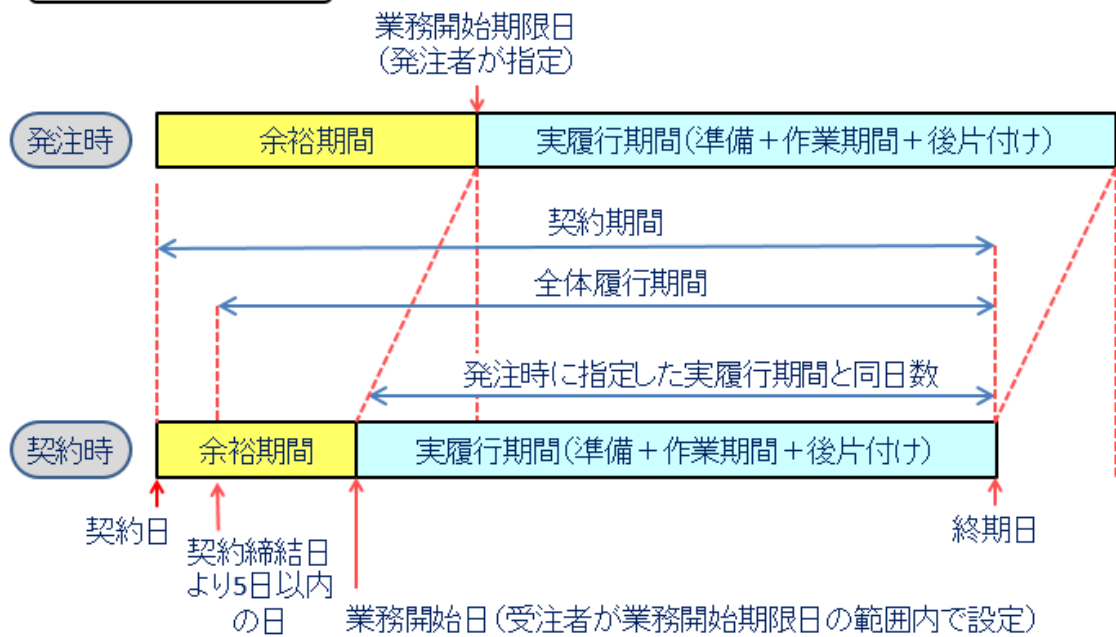 業務開始期限日
(発注者が指定)
発注時
余裕期間
実履行期間(準備＋作業期間＋後片付け)
契約期間
全体履行期間
発注時に指定した実履行期間と同日数
契約時
余裕期間
実履行期間(準備＋作業期間＋後片付け)
契約日
契約締結日
より5日以内
の日
業務開始日(受注者が業務開始期限日の範囲内で設定)
終期日